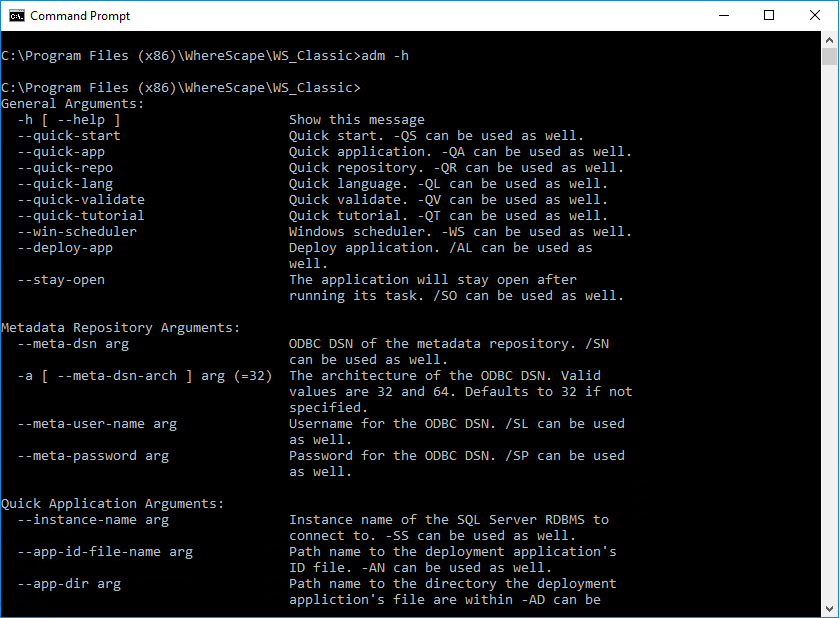 Command Prompt
C:\Program Files (x86)\WhereScape\WS_Classic>adm -h
C:\Program Files (x86)\WhereScape\WS_Classic>
General Arguments:
-h [ --help ] Show this message
--quick-start Quick start. -QS can be used as well.
--quick-app Quick application. -QA can be used as well.
--quick-repo Quick repository. -QR can be used as well.
--quick-lang Quick language. -QL can be used as well.
--quick-validate Quick validate. -QV can be used as well.
--quick-tutorial Quick tutorial. -QT can be used as well.
--win-scheduler Windows scheduler. -WS can be used as well.
--deploy-app Deploy application. /AL can be used as
well.
--stay-open The application will stay open after
running its task. /SO can be used as well.
Metadata Repository Arguments:
--meta-dsn arg ODBC DSN of the metadata repository. /SN
can be used as well.
-a [ --meta-dsn-arch ] arg (=32) The architecture of the ODBC DSN. Valid
values are 32 and 64. Defaults to 32 if not
specified.
--meta-user-name arg Username for the ODBC DSN. /SL can be used
as well.
--meta-password arg Password for the ODBC DSN. /SP can be used
as well.
Quick Application Arguments:
--instance-name arg Instance name of the SQL Server RDBMS to
connect to. -SS can be used as well.
--app-id-file-name arg Path name to the deployment application's
ID file. -AN can be used as well.
--app-dir arg Path name to the directory the deployment
appliction's file are within -AD can be